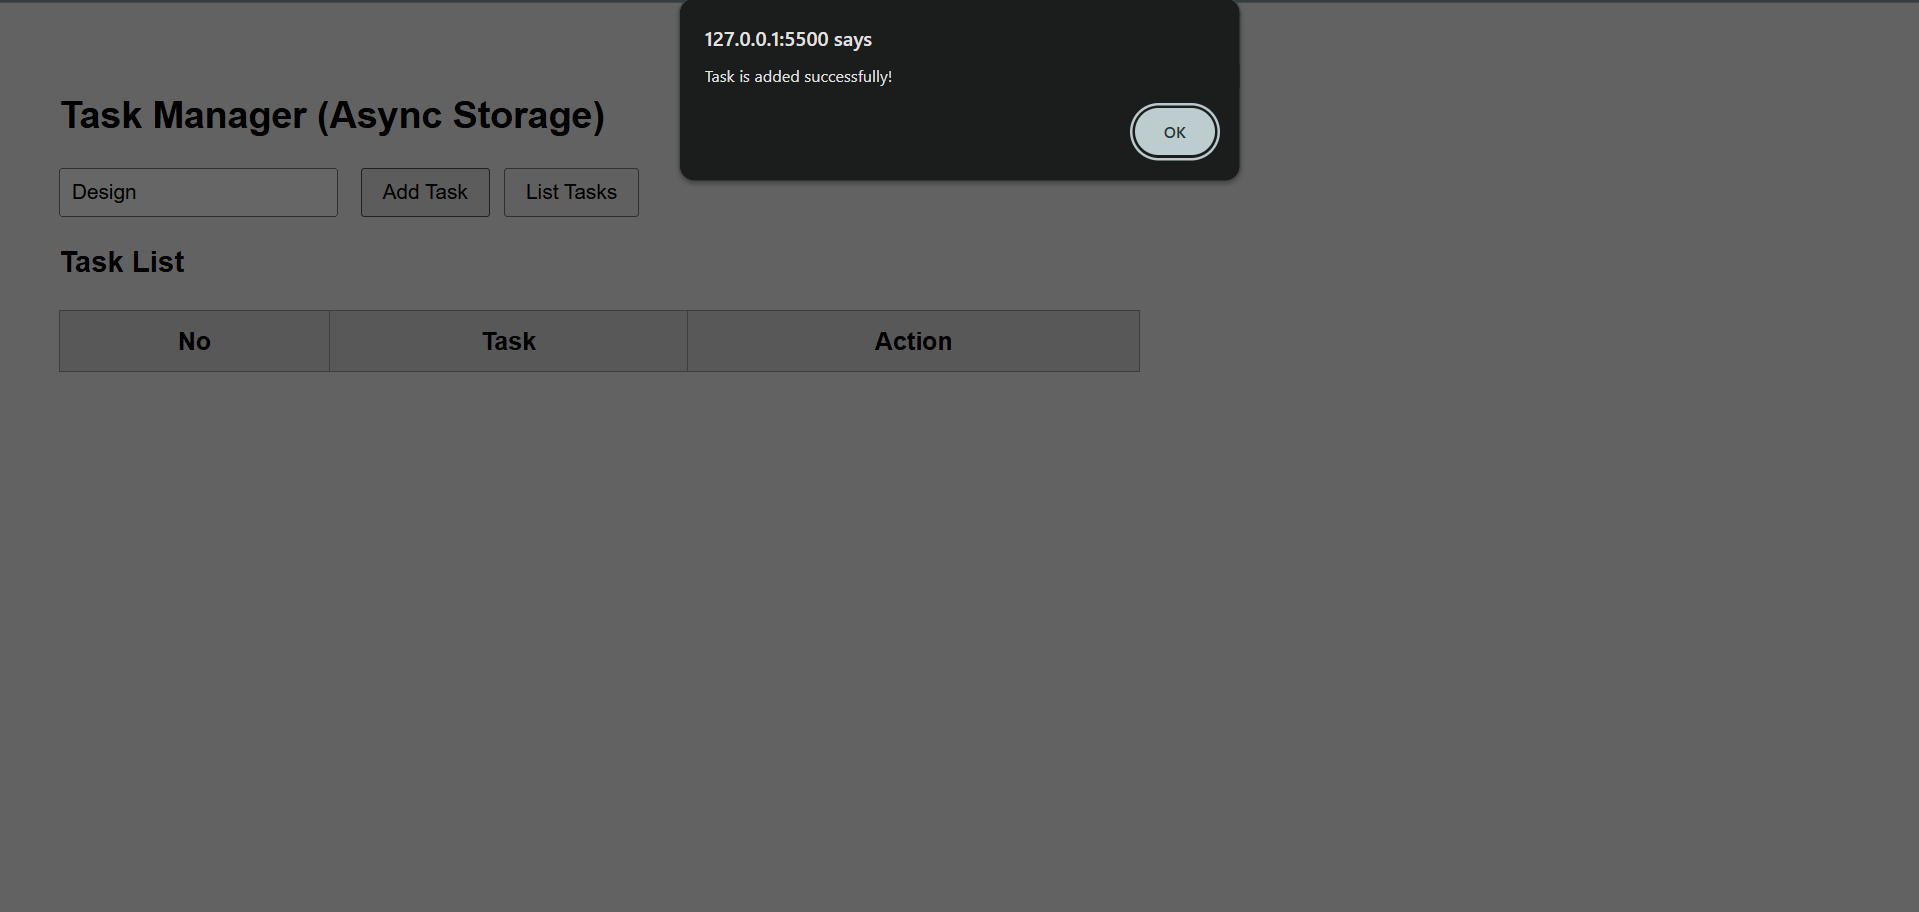 127.0.0.1:5500 says
Task is added successfully!
OK
Task Manager (Async Storage)
Design Add Task List Tasks
Task List
No Task Action